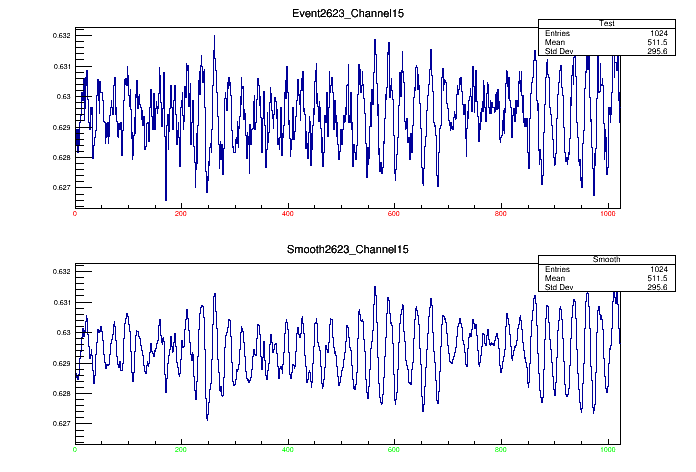 Event2623_Channel15
Test
Entries 1024
Mean 511.5
Std Dev 295.6
0.632
0.631
0.63
0.629
0.628
0.627
0 200 400 600 800 1000
Smooth2623_Channel15
Smooth
Entries 1024
Mean 511.5
Std Dev 295.6
0.632
0.631
0.63
0.629
0.628
0.627
0 200 400 600 800 1000